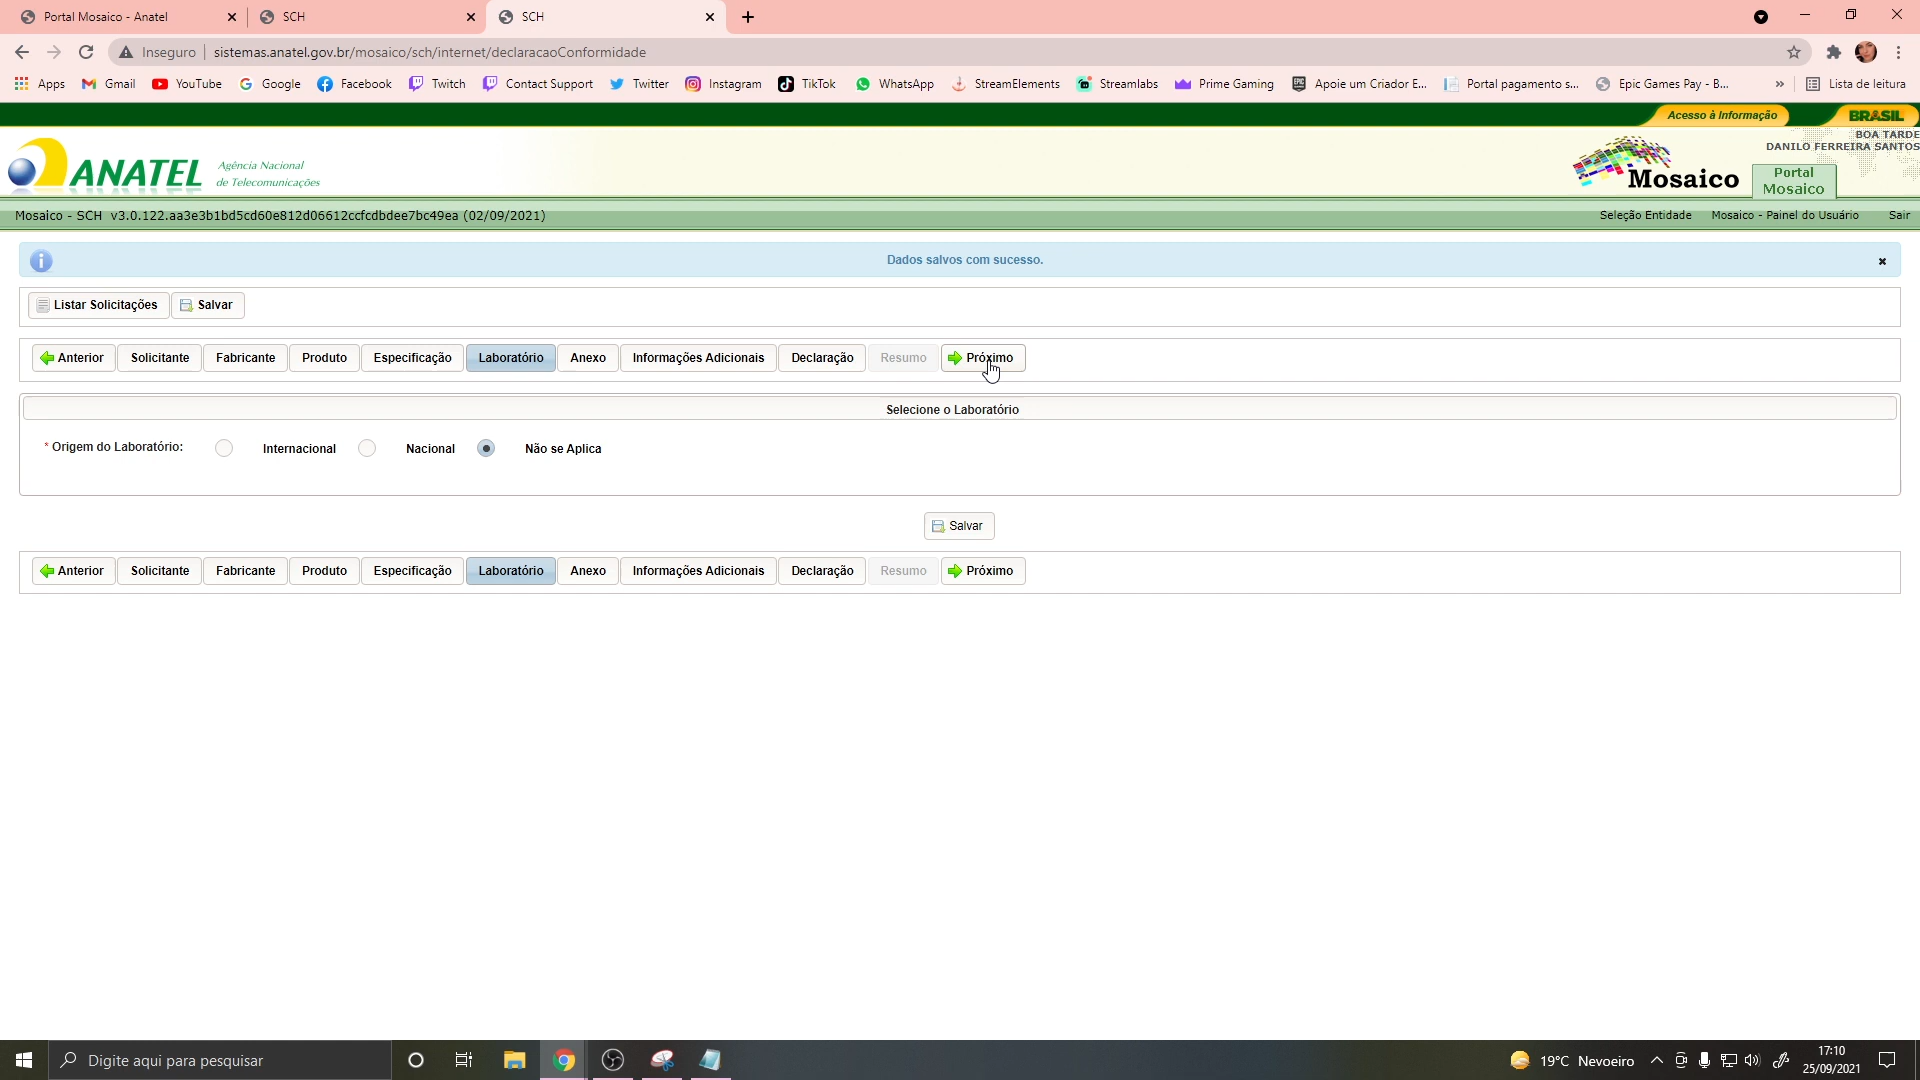 Portal Mosaico - Anatel
SCH
SCH
Inseguro
sistemas.anatel.gov.br/mosaico/sch/internet/declaracaoConformidade
Apps
Gmail
YouTube
Google
Facebook
Twitch
Contact Support
Twitter
Instagram
TikTok
WhatsApp
StreamElements
Streamlabs
Prime Gaming
Apoie um Criador E...
Portal pagamento s...
Epic Games Pay - B...
»
Lista de leitura
Acesso à Informação
BRASIL
BOA TARDE
DANILO FERREIRA SANTOS
ANATEL
Agência Nacional
de Telecomunicações
Mosaico
Portal
Mosaico
Mosaico - SCH v3.0.122.aa3e3b1bd5cd60e812d06612ccfcdbdee7bc49ea (02/09/2021)
Seleção Entidade
Mosaico - Painel do Usuário
Sair
Dados salvos com sucesso.
Listar Solicitações
Salvar
Anterior
Solicitante
Fabricante
Produto
Especificação
Laboratório
Anexo
Informações Adicionais
Declaração
Resumo
Próximo
Selecione o Laboratório
* Origem do Laboratório:
Internacional
Nacional
Não se Aplica
Salvar
Anterior
Solicitante
Fabricante
Produto
Especificação
Laboratório
Anexo
Informações Adicionais
Declaração
Resumo
Próximo
Digite aqui para pesquisar
19°C Nevoeiro
17:10
25/09/2021